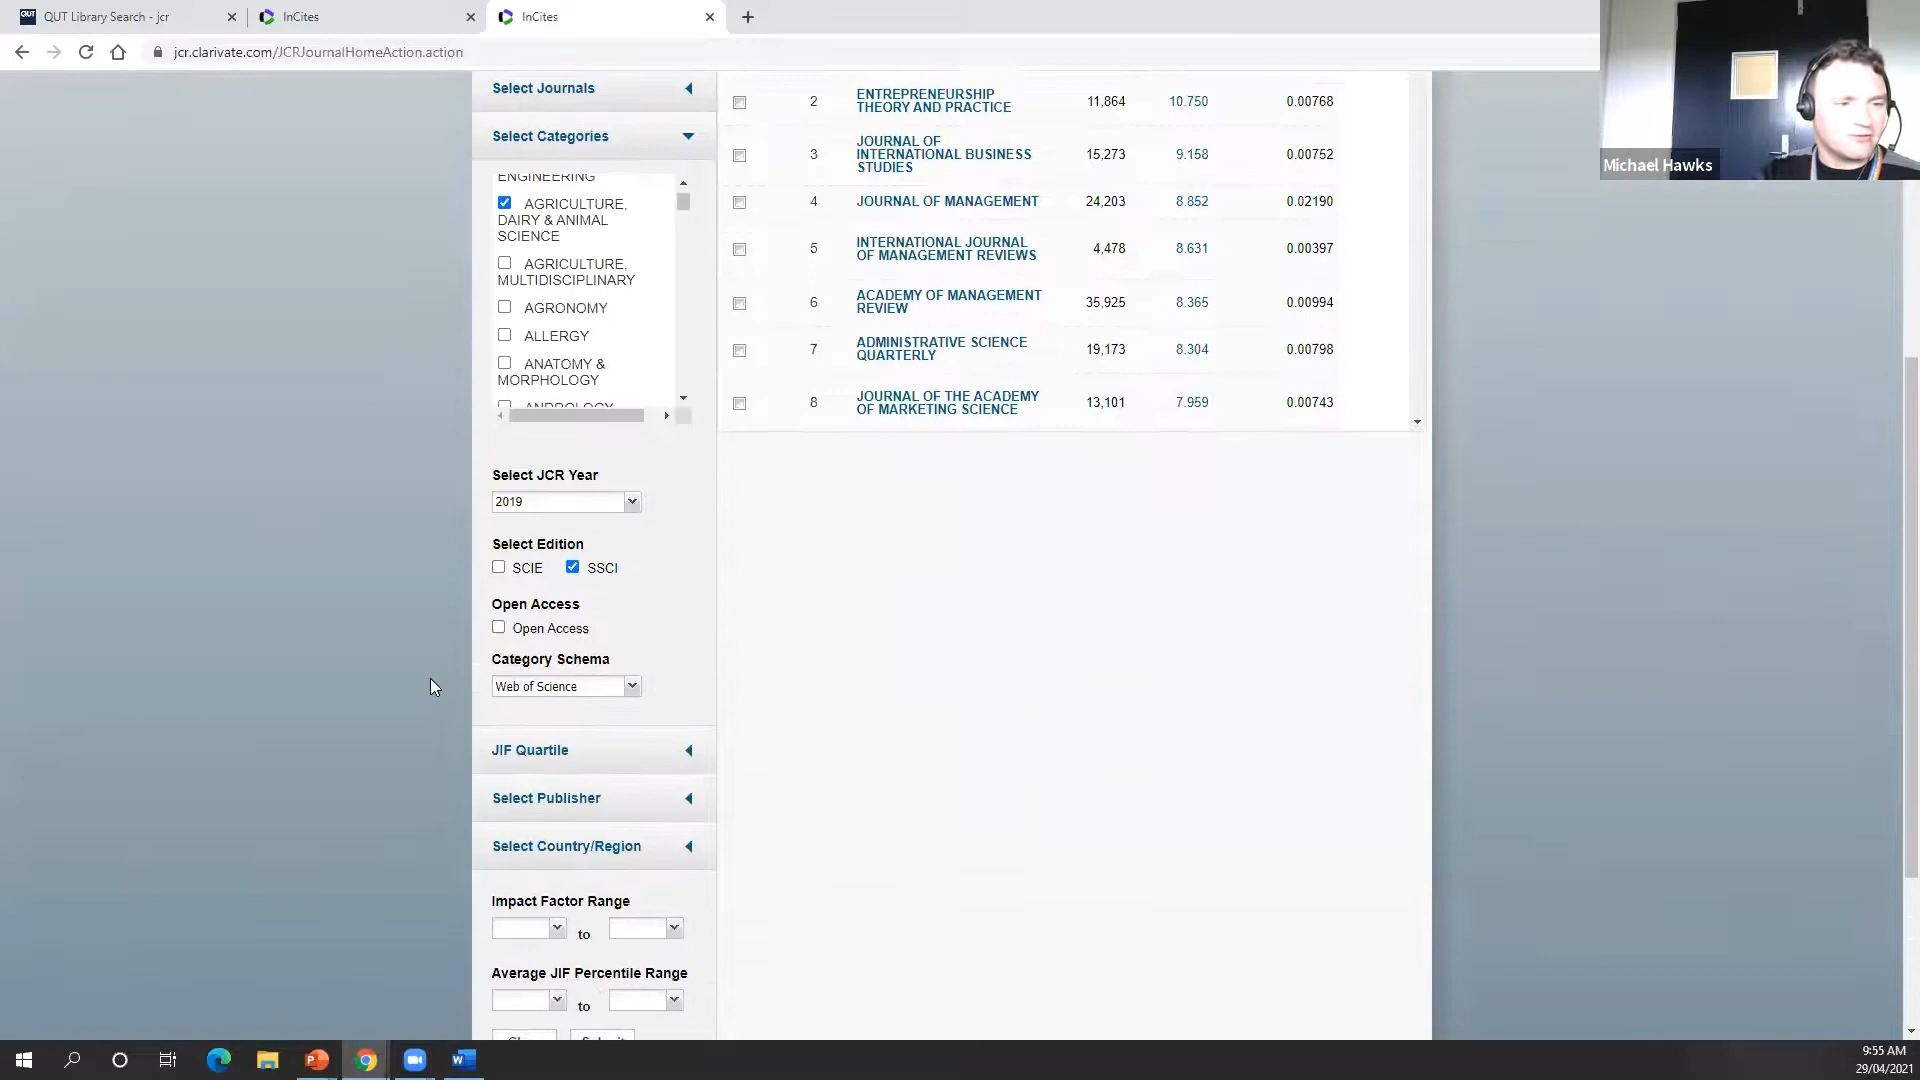 QUT Library Search - jcr
InCites
InCites
jcr.clarivate.com/JCRJournalHomeAction.action
Michael Hawks
Select Journals
Select Categories
ENGINEERING
AGRICULTURE,
DAIRY & ANIMAL
SCIENCE
AGRICULTURE,
MULTIDISCIPLINARY
AGRONOMY
ALLERGY
ANATOMY &
MORPHOLOGY
ANDROLOGY
Select JCR Year
2019
Select Edition
SCIE SSCI
Open Access
Open Access
Category Schema
Web of Science
JIF Quartile
Select Publisher
Select Country/Region
Impact Factor Range
to
Average JIF Percentile Range
to
2 ENTREPRENEURSHIP
THEORY AND PRACTICE 11,864 10.750 0.00768
3 JOURNAL OF
INTERNATIONAL BUSINESS
STUDIES 15,273 9.158 0.00752
4 JOURNAL OF MANAGEMENT 24,203 8.852 0.02190
5 INTERNATIONAL JOURNAL
OF MANAGEMENT REVIEWS 4,478 8.631 0.00397
6 ACADEMY OF MANAGEMENT
REVIEW 35,925 8.365 0.00994
7 ADMINISTRATIVE SCIENCE
QUARTERLY 19,173 8.304 0.00798
8 JOURNAL OF THE ACADEMY
OF MARKETING SCIENCE 13,101 7.959 0.00743
9:55 AM
29/04/2021